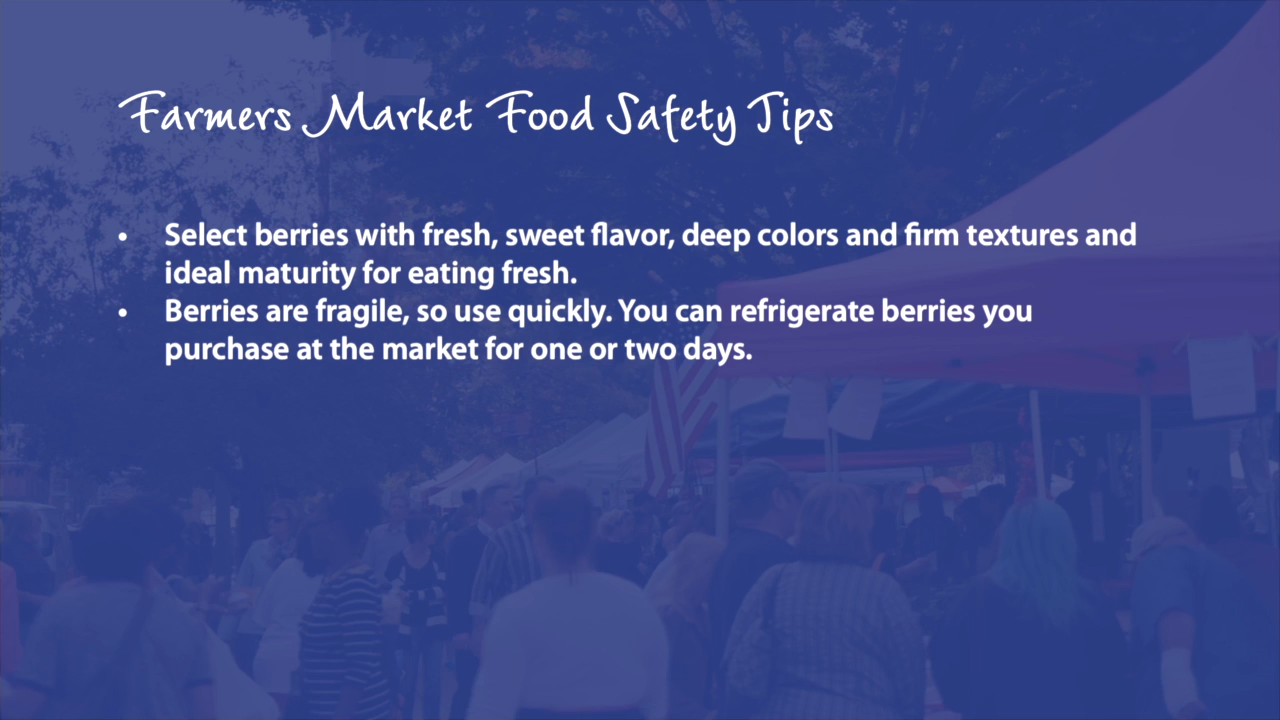 Farmers Market Food Safety Tips
• Select berries with fresh, sweet flavor, deep colors and firm textures and
ideal maturity for eating fresh.
• Berries are fragile, so use quickly. You can refrigerate berries you
purchase at the market for one or two days.